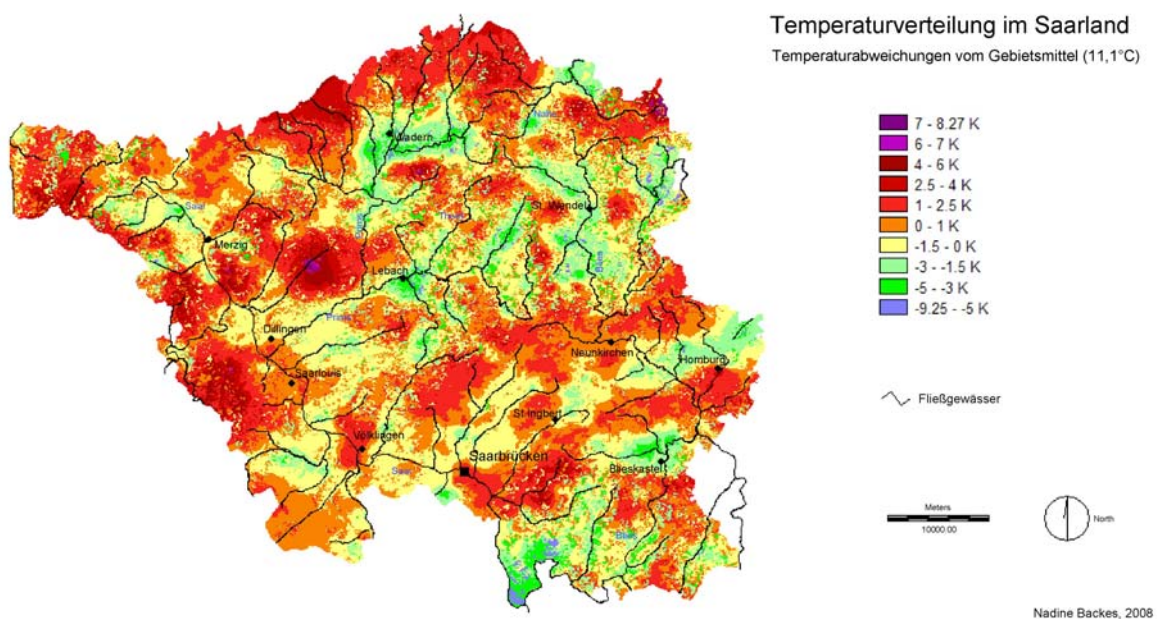 Temperaturverteilung im Saarland
Temperaturabweichungen vom Gebietsmittel (11,1°C)
7 - 8.27 K
6 - 7 K
4 - 6 K
2.5 - 4 K
1 - 2.5 K
0 - 1 K
-1.5 - 0 K
-3 - -1.5 K
-5 - -3 K
-9.25 - -5 K
Fließgewässer
Meters
10000.00
North
Nadine Backes, 2008
Nahe
Wadern
Saar
St. Wendel
Merzig
Blies
Lebach
Prims
Dillingen
Neunkirchen
Homburg
Saarlouis
St.Ingbert
Völklingen
Saarbrücken
Saar
Blieskastel
Blies